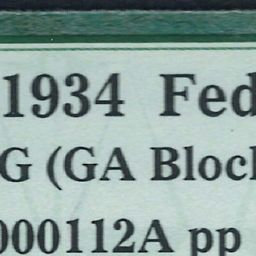 1934 Fed
G (GA Block
000112A pp